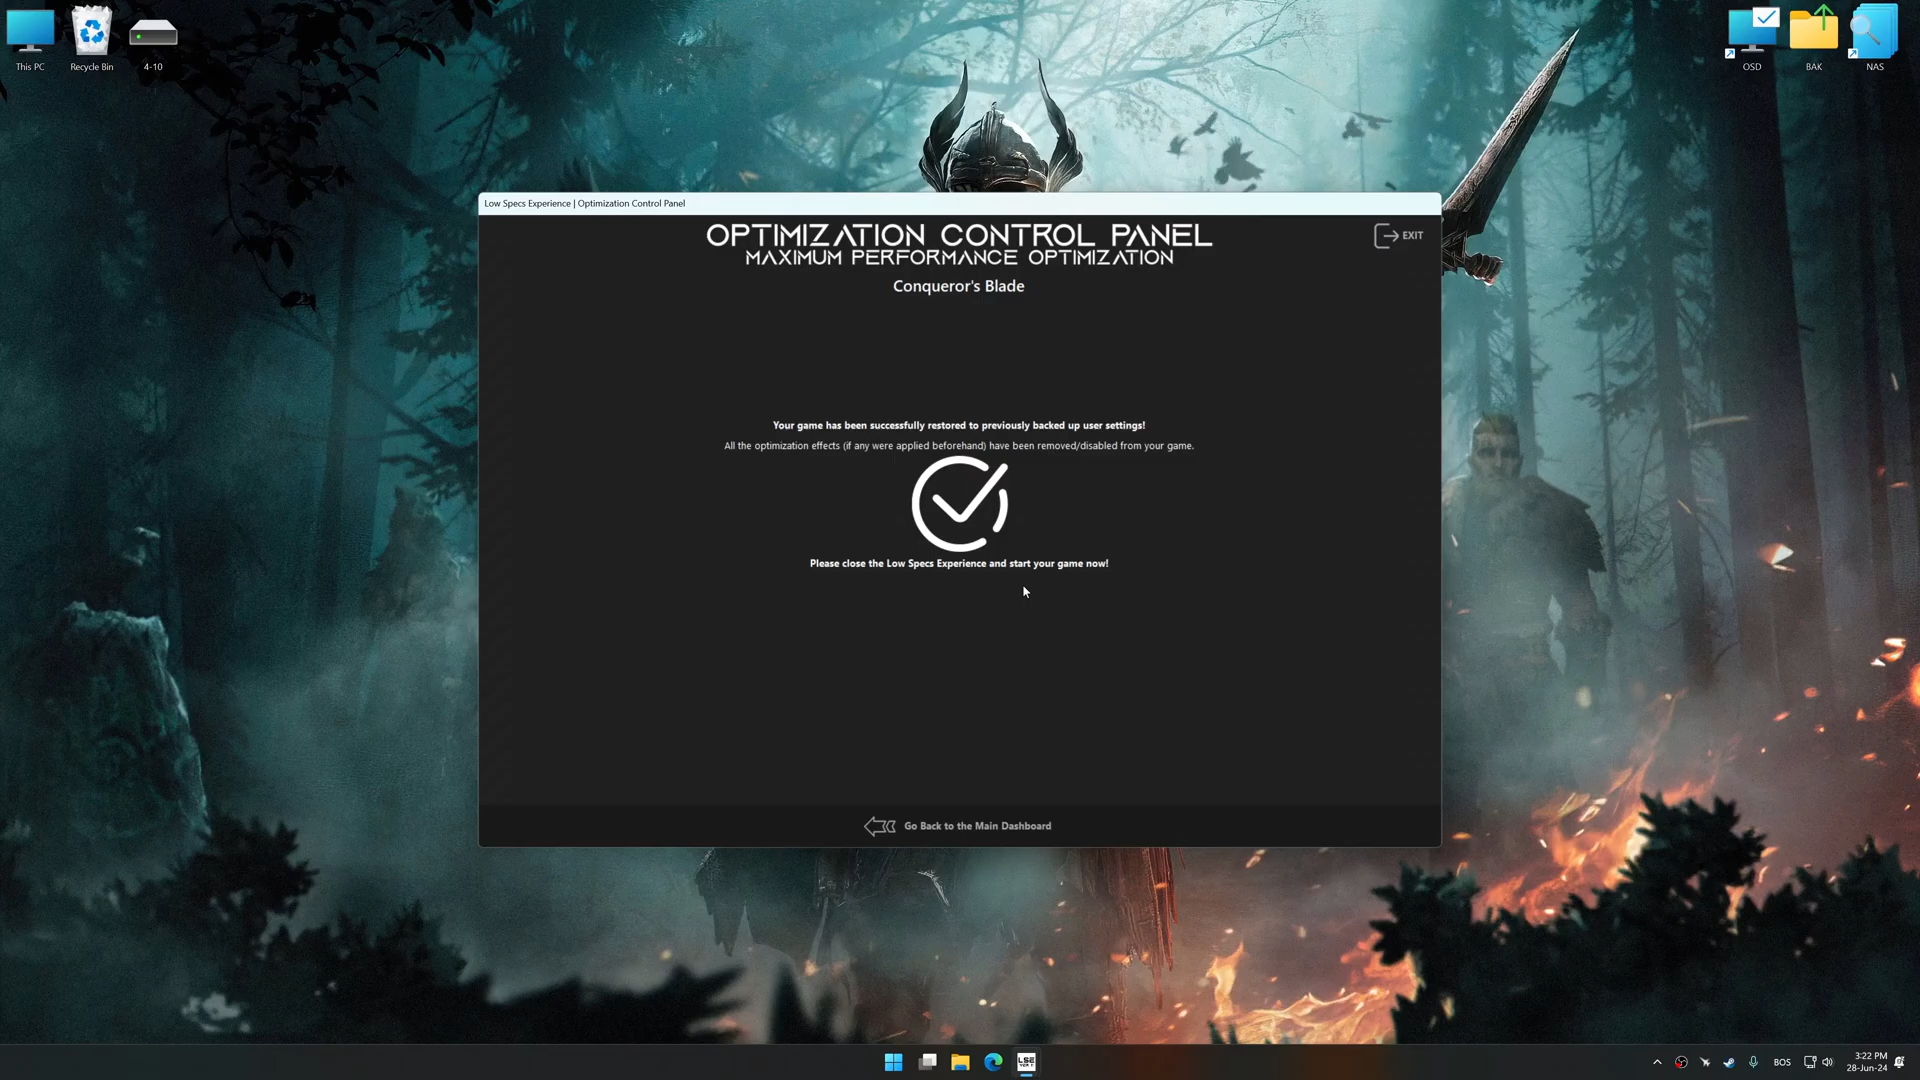 This PC
Recycle Bin
4-10
OSD
BAK
NAS
Low Specs Experience | Optimization Control Panel
OPTIMIZATION CONTROL PANEL
MAXIMUM PERFORMANCE OPTIMIZATION
EXIT
Conqueror's Blade
Your game has been successfully restored to previously backed up user settings!
All the optimization effects (if any were applied beforehand) have been removed/disabled from your game.
Please close the Low Specs Experience and start your game now!
Go Back to the Main Dashboard
LSE
BOS
3:22 PM
28-Jun-24